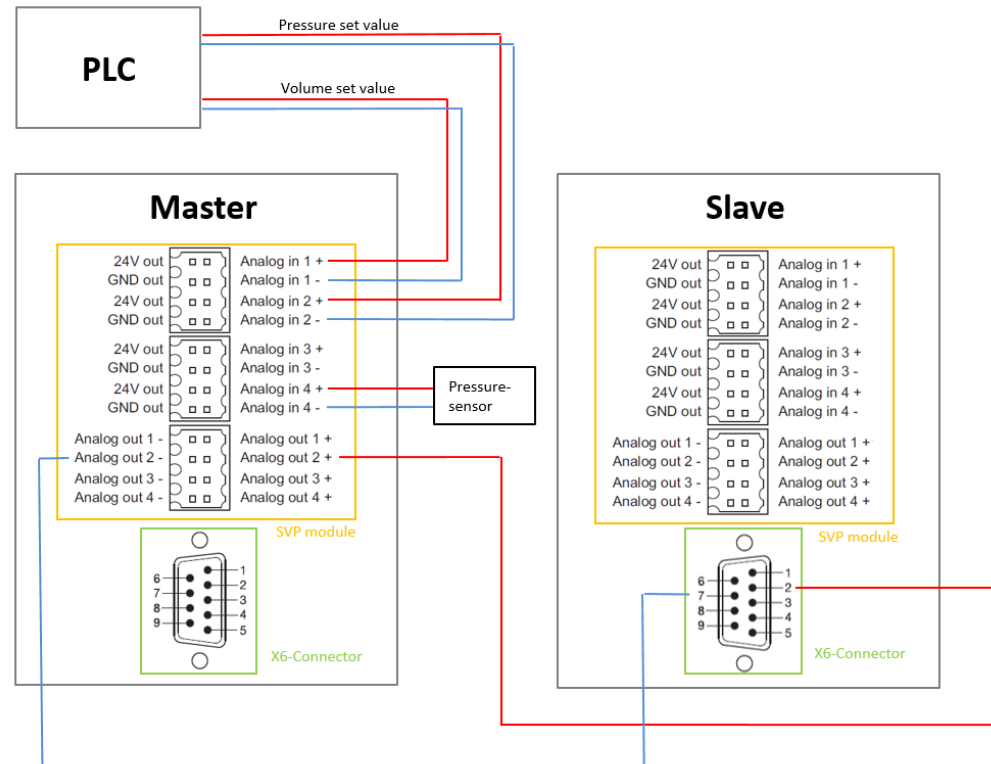 Pressure set value
PLC
Volume set value
Master
24V out Analog in 1 +
GND out Analog in 1 -
24V out Analog in 2 +
GND out Analog in 2 -
24V out Analog in 3 +
GND out Analog in 3 -
24V out Analog in 4 +
GND out Analog in 4 -
Analog out 1 - Analog out 1 +
Analog out 2 - Analog out 2 +
Analog out 3 - Analog out 3 +
Analog out 4 - Analog out 4 +
SVP module
1
6
2
7
3
8
4
9
5
X6-Connector
Pressure-
sensor
Slave
24V out Analog in 1 +
GND out Analog in 1 -
24V out Analog in 2 +
GND out Analog in 2 -
24V out Analog in 3 +
GND out Analog in 3 -
24V out Analog in 4 +
GND out Analog in 4 -
Analog out 1 - Analog out 1 +
Analog out 2 - Analog out 2 +
Analog out 3 - Analog out 3 +
Analog out 4 - Analog out 4 +
SVP module
1
6
2
7
3
8
4
9
5
X6-Connector